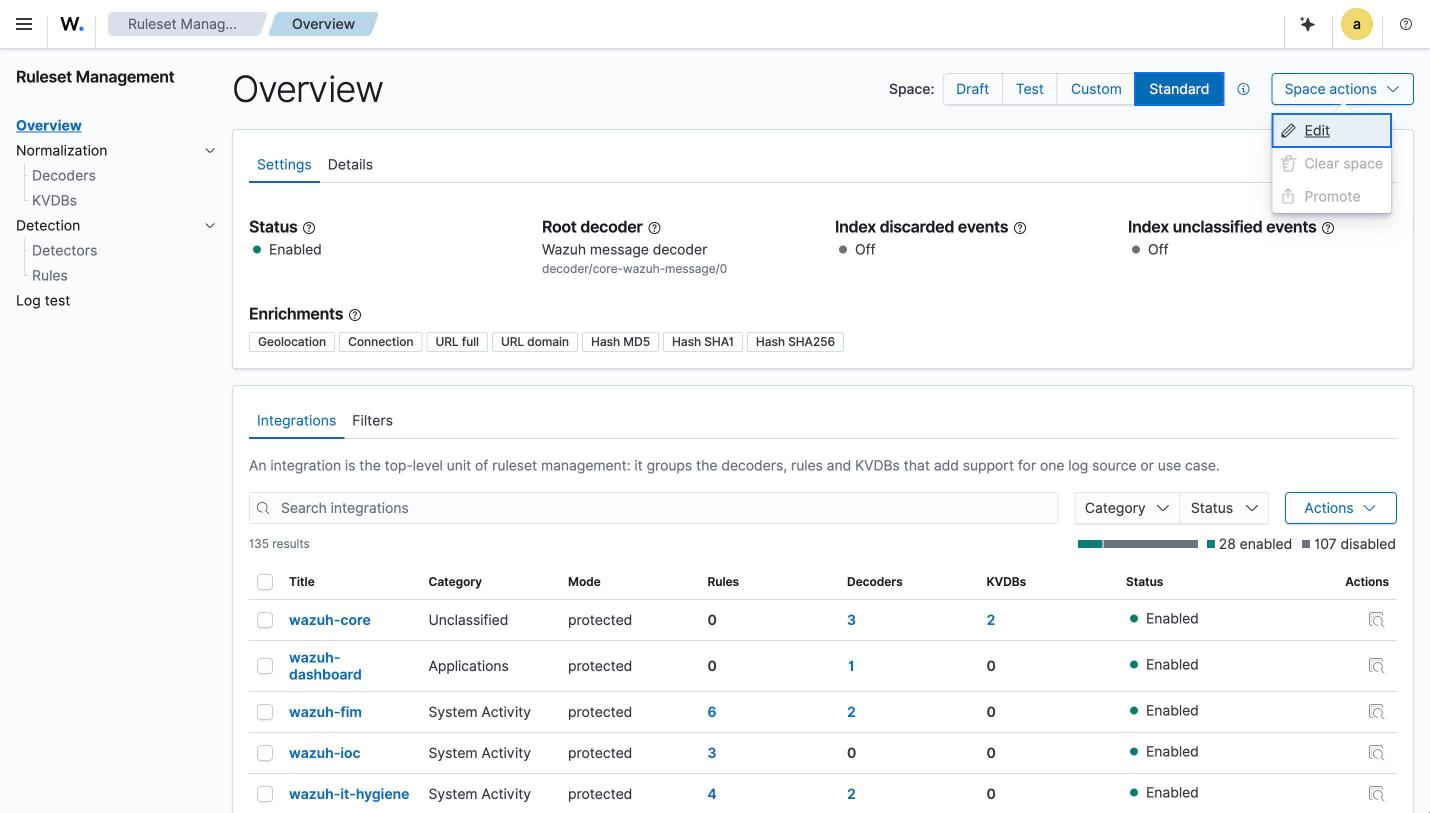 W.
Ruleset Manag...
Overview
a
Ruleset Management
Overview
Normalization
Decoders
KVDBs
Detection
Detectors
Rules
Log test
Overview
Space:
Draft
Test
Custom
Standard
Space actions
Edit
Clear space
Promote
Settings
Details
Status
Enabled
Root decoder
Wazuh message decoder
decoder/core-wazuh-message/0
Index discarded events
Off
Index unclassified events
Off
Enrichments
Geolocation
Connection
URL full
URL domain
Hash MD5
Hash SHA1
Hash SHA256
Integrations
Filters
An integration is the top-level unit of ruleset management: it groups the decoders, rules and KVDBs that add support for one log source or use case.
Search integrations
Category
Status
Actions
135 results
28 enabled
107 disabled
Title Category Mode Rules Decoders KVDBs Status Actions
wazuh-core Unclassified protected 0 3 2 Enabled
wazuh-
dashboard Applications protected 0 1 0 Enabled
wazuh-fim System Activity protected 6 2 0 Enabled
wazuh-ioc System Activity protected 3 0 0 Enabled
wazuh-it-hygiene System Activity protected 4 2 0 Enabled